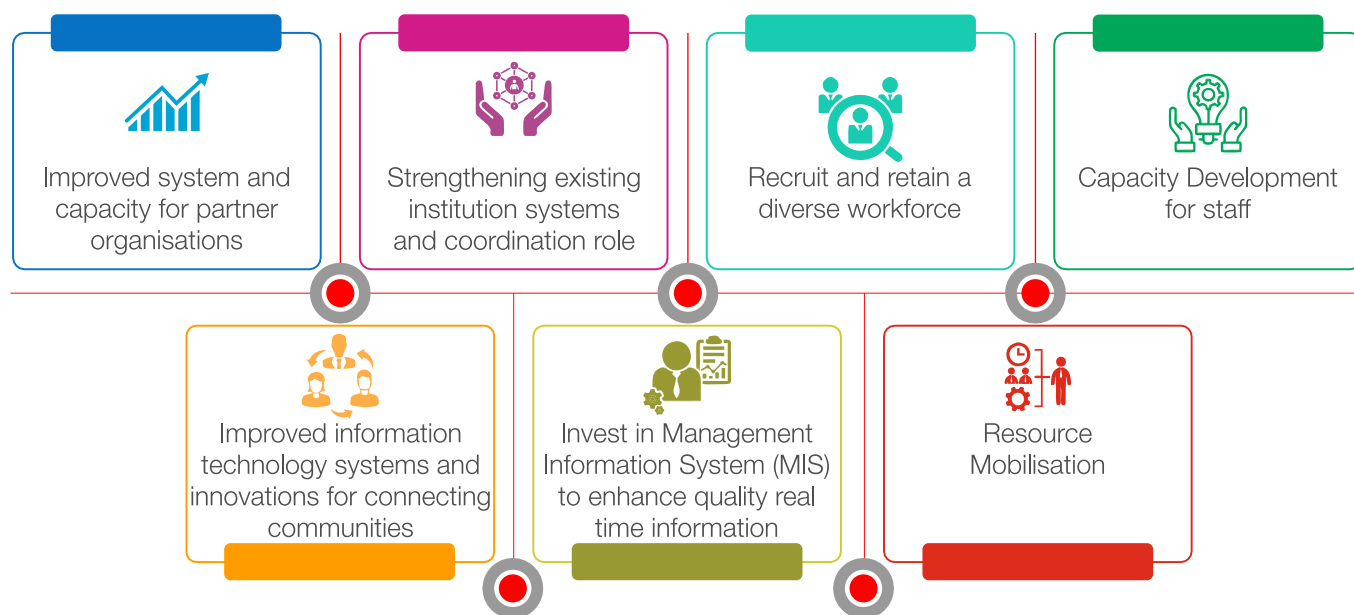 Improved system and
capacity for partner
organisations
Strengthening existing
institution systems
and coordination role
Recruit and retain a
diverse workforce
Capacity Development
for staff
Improved information
technology systems and
innovations for connecting
communities
Invest in Management
Information System (MIS)
to enhance quality real
time information
Resource
Mobilisation